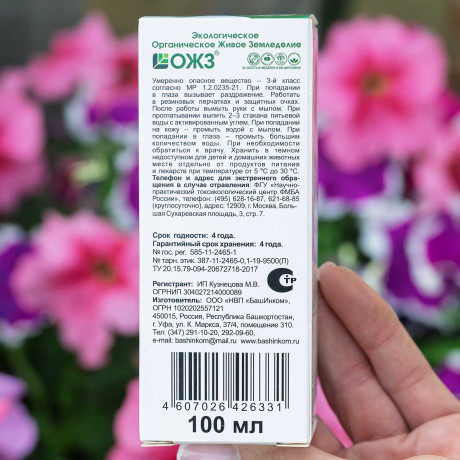 Экологическое
Органическое Живое Земледелие
ОЖЗ
Умеренно опасное вещество – 3-й класс
согласно МР 1.2.0235-21. При попадании
в глаза вызывает раздражение. Работать
в резиновых перчатках и защитных очках.
После работы вымыть руки с мылом. При
проглатывании выпить 2–3 стакана питьевой
воды с активированным углем. При попадании
на кожу – промыть водой с мылом. При
попадании в глаза – промыть большим
количеством воды. При необходимости
обратиться к врачу. Хранить в темном
недоступном для детей и домашних животных
месте отдельно от продуктов питания
и лекарств при температуре от 5 °C до 30 °C.
Телефон и адрес для экстренного обра-
щения в случае отравления: ФГУ «Научно-
практический токсикологический центр ФМБА
России», (495) 628-16-87, 621-68-85
(круглосуточно), адрес: 12909, г. Москва, Боль-
шая Сухаревская площадь, 3, стр. 7.
Срок годности: 4 года.
Гарантийный срок хранения: 4 года.
№ гос. рег. 585-11-2465-1
№ тарн. этик. 387-11-2465-0,1-19-9500(Л)
ТУ 20.15.79-094-20672718-2017
Регистрант: ИП Кузнецова М.В.
ОГРНИП 304027214000089
Изготовитель: ООО «НВП «БашИнком»,
ОГРН 1020202557121
450015, Россия, Республика Башкортостан,
г. Уфа, ул. К. Маркса, 37/4, помещение 310.
Тел. (347) 291-10-20, 292-09-60.
e-mail: bashinkom@mail.ru www.bashinkom.ru
СТР
4 607026 426331
100 мл